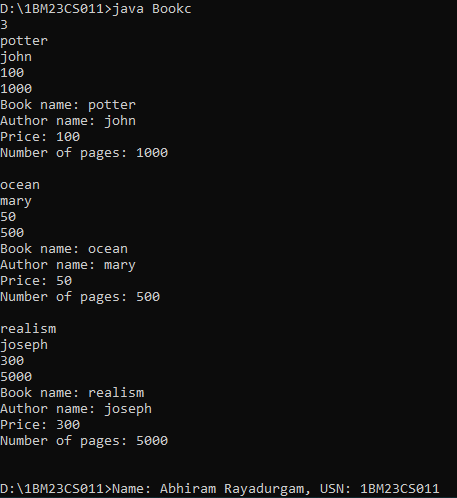 D:\1BM23CS011>java Bookc
3
potter
john
100
1000
Book name: potter
Author name: john
Price: 100
Number of pages: 1000
ocean
mary
50
500
Book name: ocean
Author name: mary
Price: 50
Number of pages: 500
realism
joseph
300
5000
Book name: realism
Author name: joseph
Price: 300
Number of pages: 5000
D:\1BM23CS011>Name: Abhiram Rayadurgam, USN: 1BM23CS011